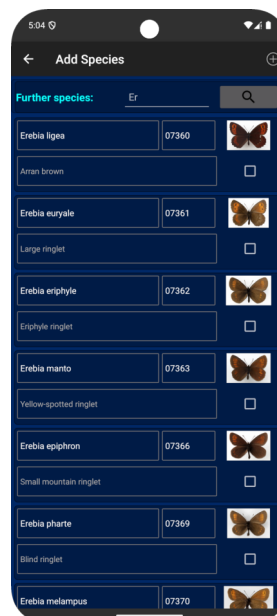 5:04
Add Species
Further species: Er
Erebia ligea 07360
Arran brown
Erebia euryale 07361
Large ringlet
Erebia eriphyle 07362
Eriphyle ringlet
Erebia manto 07363
Yellow-spotted ringlet
Erebia epiphron 07366
Small mountain ringlet
Erebia pharte 07369
Blind ringlet
Erebia melampus 07370